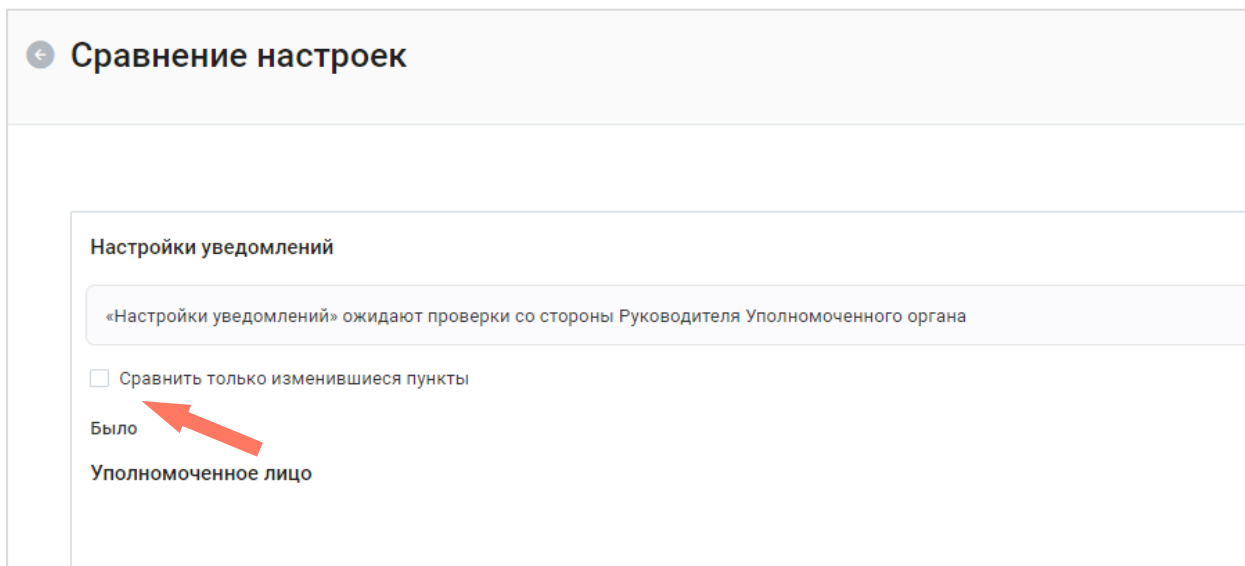 Сравнение настроек
Настройки уведомлений
«Настройки уведомлений» ожидают проверки со стороны Руководителя Уполномоченного органа
Сравнить только изменившиеся пункты
Было
Уполномоченное лицо